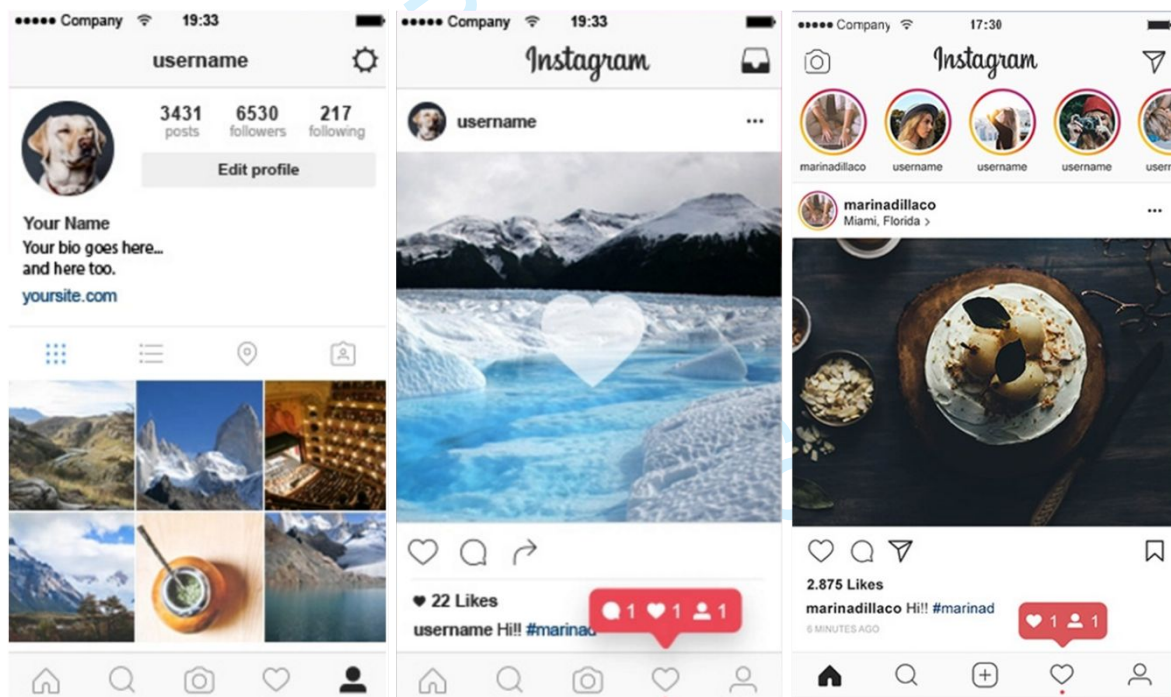 Company 19:33
username
3431 6530 217
posts followers following
Edit profile
Your Name
Your bio goes here...
and here too.
yoursite.com
Company 19:33
Instagram
username
22 Likes
username Hi!! #marinad
1 1 1
Company 17:30
Instagram
marinadillaco username username username usern
marinadillaco
Miami, Florida >
2.875 Likes
marinadillaco Hi!! #marinad
6 MINUTES AGO
1 1